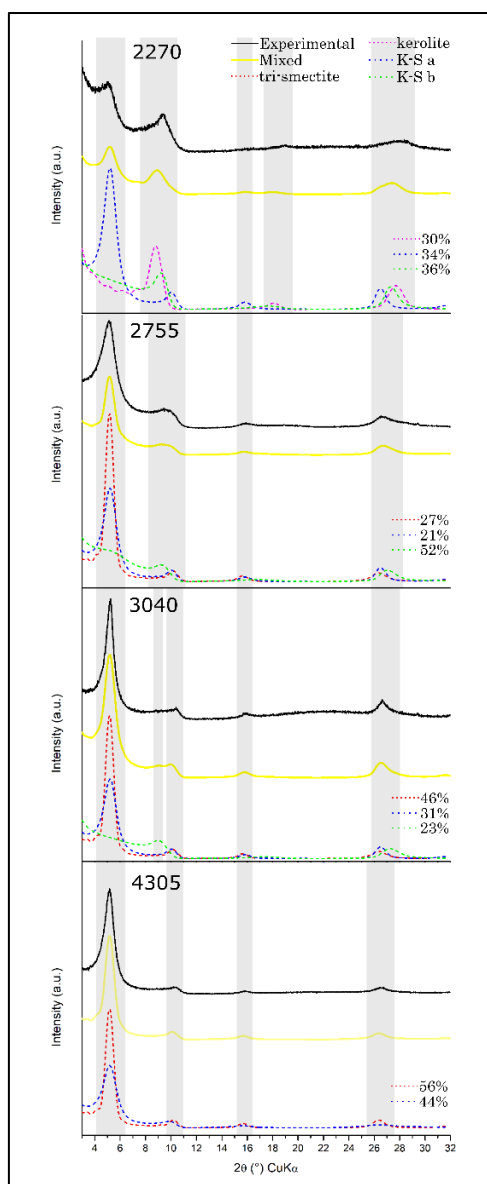 2270
Experimental
Mixed
tri-smectite
kerolite
K-S a
K-S b
Intensity (a.u.)
30%
34%
36%
2755
Intensity (a.u.)
27%
21%
52%
3040
Intensity (a.u.)
46%
31%
23%
4305
Intensity (a.u.)
56%
44%
4 6 8 10 12 14 16 18 20 22 24 26 28 30 32
2θ (°) CuKα